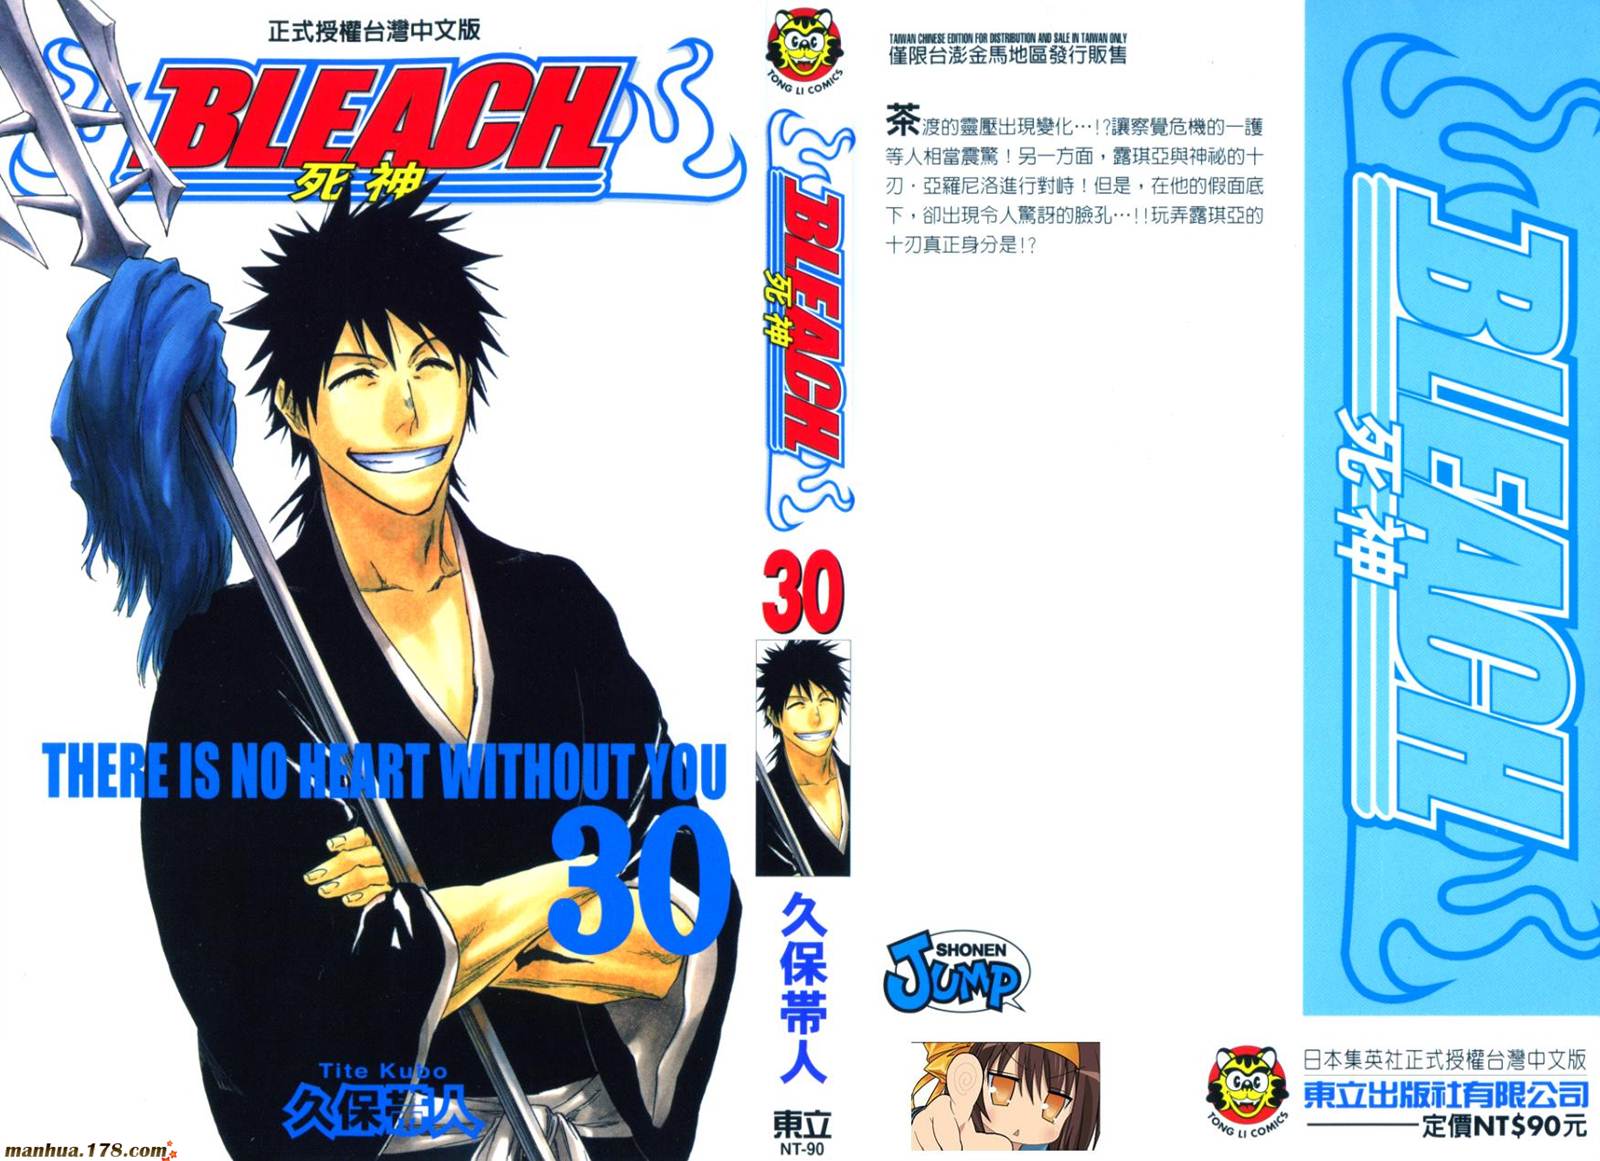 正式授權台灣中文版
BLEACH
死神
THERE IS NO HEART WITHOUT YOU
30
Tite Kubo
久保帶人
manhua.178.com
TONG LI COMICS
BLEACH
死神
30
久保帶人
東立
NT-90
TAIWAN CHINESE EDITION FOR DISTRIBUTION AND SALE IN TAIWAN ONLY
僅限台澎金馬地區發行販售
茶渡的靈壓出現變化…!?讓察覺危機的一護
等人相當震驚！另一方面，露琪亞與神祕的十
刃．亞羅尼洛進行對峙！但是，在他的假面底
下，卻出現令人驚訝的臉孔…!!玩弄露琪亞的
十刃真正身分是!?
SHONEN
JUMP
BLEACH
死神
TONG LI COMICS
日本集英社正式授權台灣中文版
東立出版社有限公司
定價NT$90元